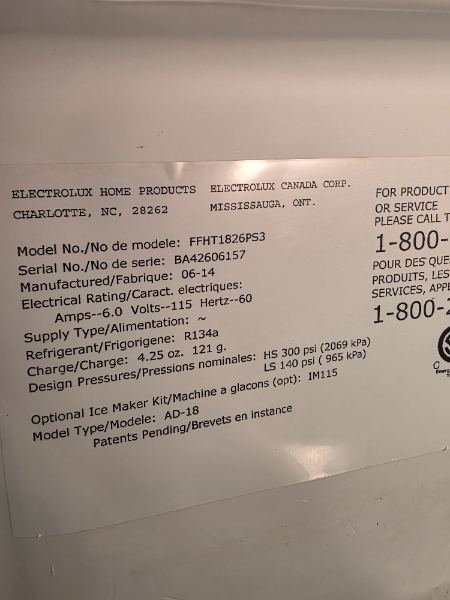 ELECTROLUX HOME PRODUCTS
CHARLOTTE, NC, 28262
ELECTROLUX CANADA CORP.
MISSISSAUGA, ONT.
Model No./No de modele: FFHT1826PS3
Serial No./No de serie: BA42606157
Manufactured/Fabrique: 06-14
Electrical Rating/Caract. electriques:
Amps--6.0 Volts--115 Hertz--60
Supply Type/Alimentation: ~
Refrigerant/Frigorigene: R134a
Charge/Charge: 4.25 oz. 121 g.
Design Pressures/Pressions nominales: HS 300 psi (2069 kPa)
LS 140 psi ( 965 kPa)
Optional Ice Maker Kit/Machine a glacons (opt): IM115
Model Type/Modele: AD-18
Patents Pending/Brevets en instance
FOR PRODUCT
OR SERVICE
PLEASE CALL T
1-800-
POUR DES QUE
PRODUITS, LES
SERVICES, APPE
1-800-2